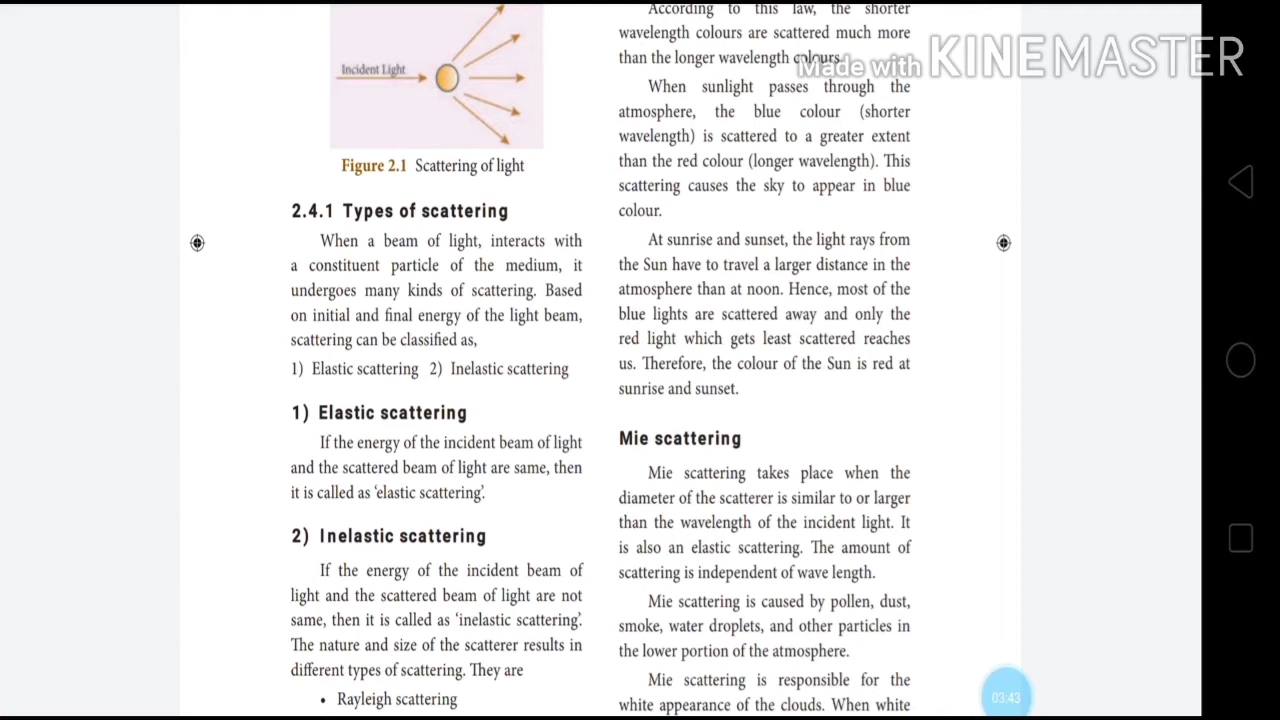 Incident Light
Figure 2.1 Scattering of light
2.4.1 Types of scattering
When a beam of light, interacts with
a constituent particle of the medium, it
undergoes many kinds of scattering. Based
on initial and final energy of the light beam,
scattering can be classified as,
1) Elastic scattering 2) Inelastic scattering
1) Elastic scattering
If the energy of the incident beam of light
and the scattered beam of light are same, then
it is called as ‘elastic scattering’.
2) Inelastic scattering
If the energy of the incident beam of
light and the scattered beam of light are not
same, then it is called as ‘inelastic scattering’.
The nature and size of the scatterer results in
different types of scattering. They are
• Rayleigh scattering
According to this law, the shorter
wavelength colours are scattered much more
than the longer wavelength colours.
When sunlight passes through the
atmosphere, the blue colour (shorter
wavelength) is scattered to a greater extent
than the red colour (longer wavelength). This
scattering causes the sky to appear in blue
colour.
At sunrise and sunset, the light rays from
the Sun have to travel a larger distance in the
atmosphere than at noon. Hence, most of the
blue lights are scattered away and only the
red light which gets least scattered reaches
us. Therefore, the colour of the Sun is red at
sunrise and sunset.
Mie scattering
Mie scattering takes place when the
diameter of the scatterer is similar to or larger
than the wavelength of the incident light. It
is also an elastic scattering. The amount of
scattering is independent of wave length.
Mie scattering is caused by pollen, dust,
smoke, water droplets, and other particles in
the lower portion of the atmosphere.
Mie scattering is responsible for the
white appearance of the clouds. When white
Made with KINEMASTER
03:43